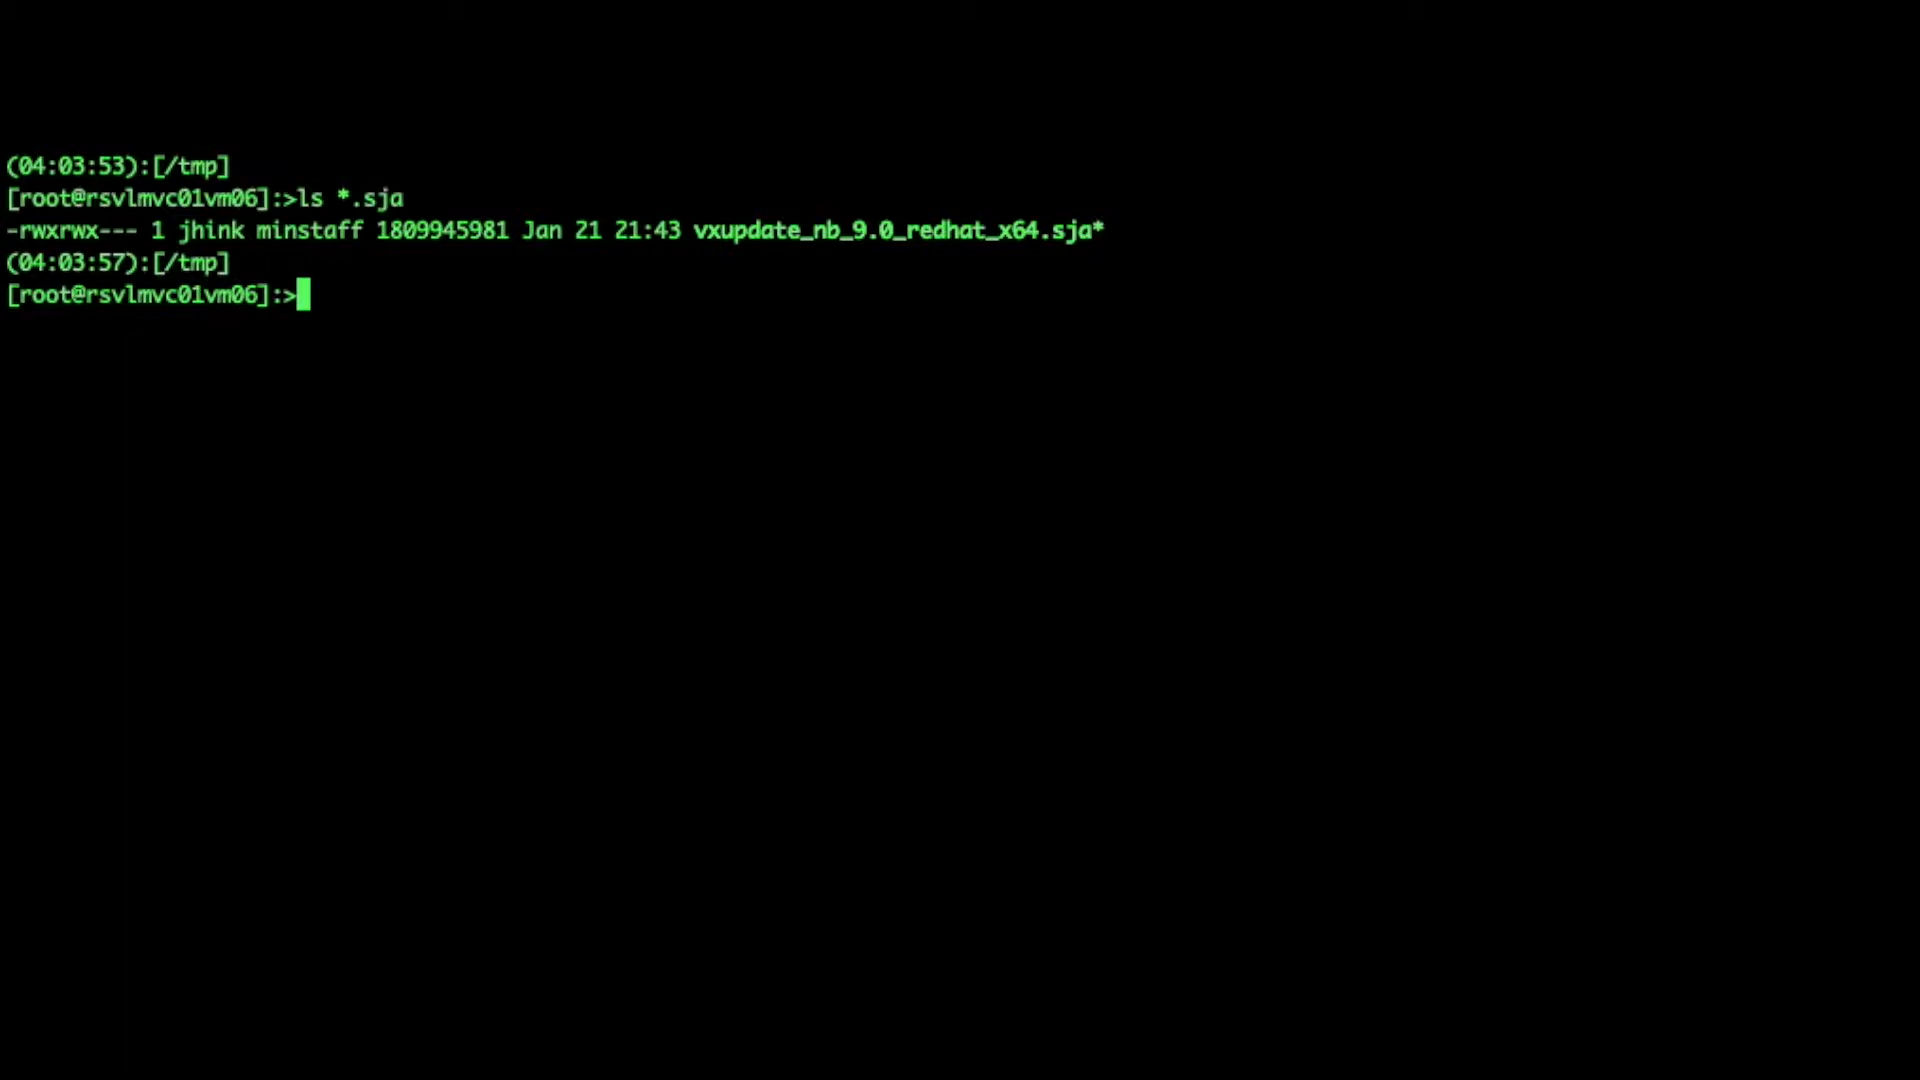 (04:03:53):[/tmp]
[root@rsvlmvc01vm06]:>ls *.sja
-rwxrwx--- 1 jhink minstaff 1809945981 Jan 21 21:43 vxupdate_nb_9.0_redhat_x64.sja*
(04:03:57):[/tmp]
[root@rsvlmvc01vm06]:>